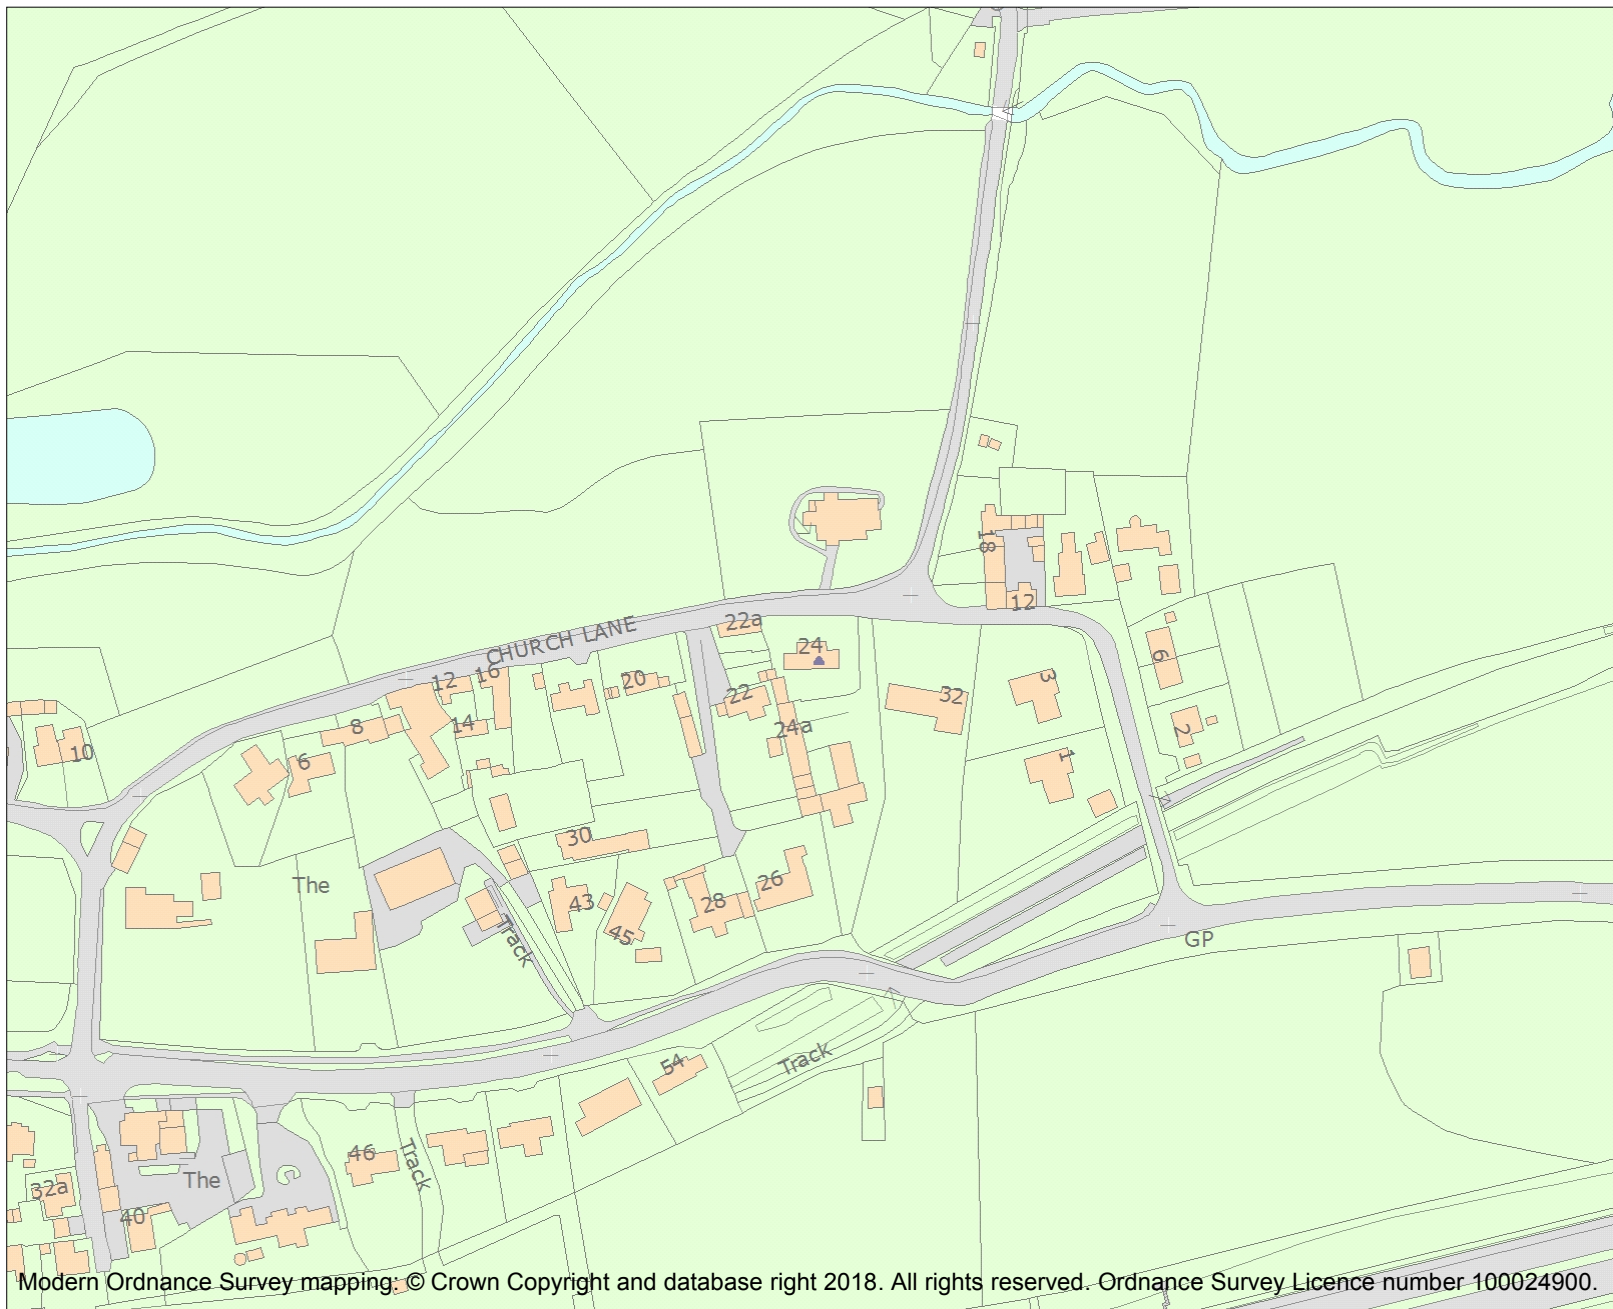 18
12
22a
CHURCH LANE
24
16
12
20
6
3
32
22
14
8
24a
2
10
6
1
30
The
26
43
28
45
Track
GP
Track
54
46
Track
The
32a
40
Modern Ordnance Survey mapping: © Crown Copyright and database right 2018. All rights reserved. Ordnance Survey Licence number 100024900.